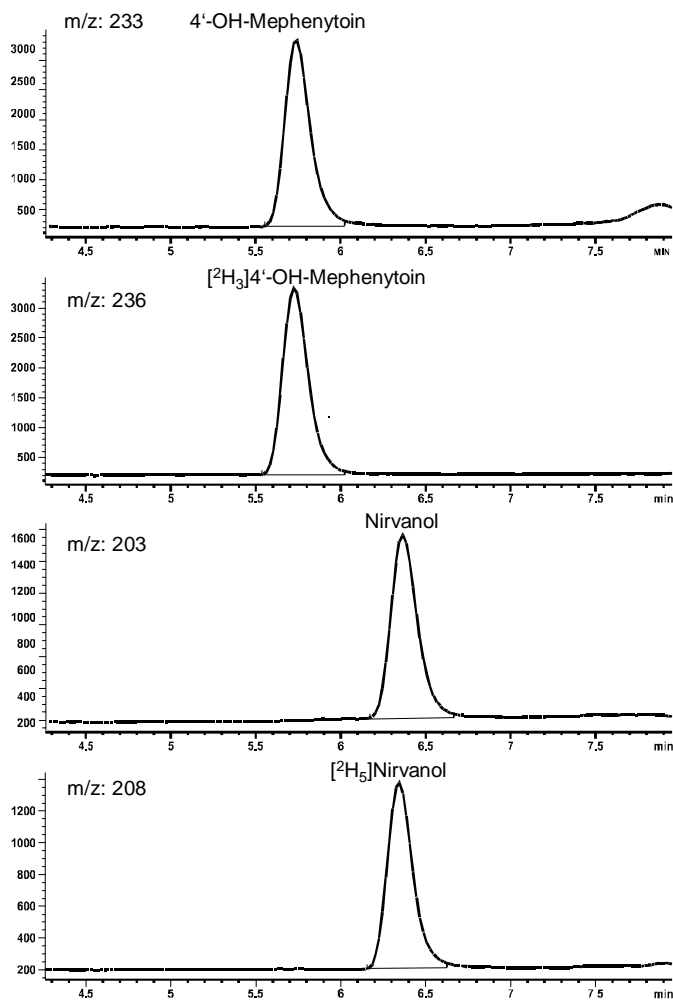 m/z: 233 4‘-OH-Mephenytoin
3000
2500
2000
1500
1000
500
4.5 5 5.5 6 6.5 7 7.5 MIN
[²H₃]4‘-OH-Mephenytoin
m/z: 236
3000
2500
2000
1500
1000
500
4.5 5 5.5 6 6.5 7 7.5 min
Nirvanol
m/z: 203
1600
1400
1200
1000
800
600
400
200
4.5 5 5.5 6 6.5 7 7.5 min
[²H₅]Nirvanol
m/z: 208
1200
1000
800
600
400
200
4.5 5 5.5 6 6.5 7 7 5 min